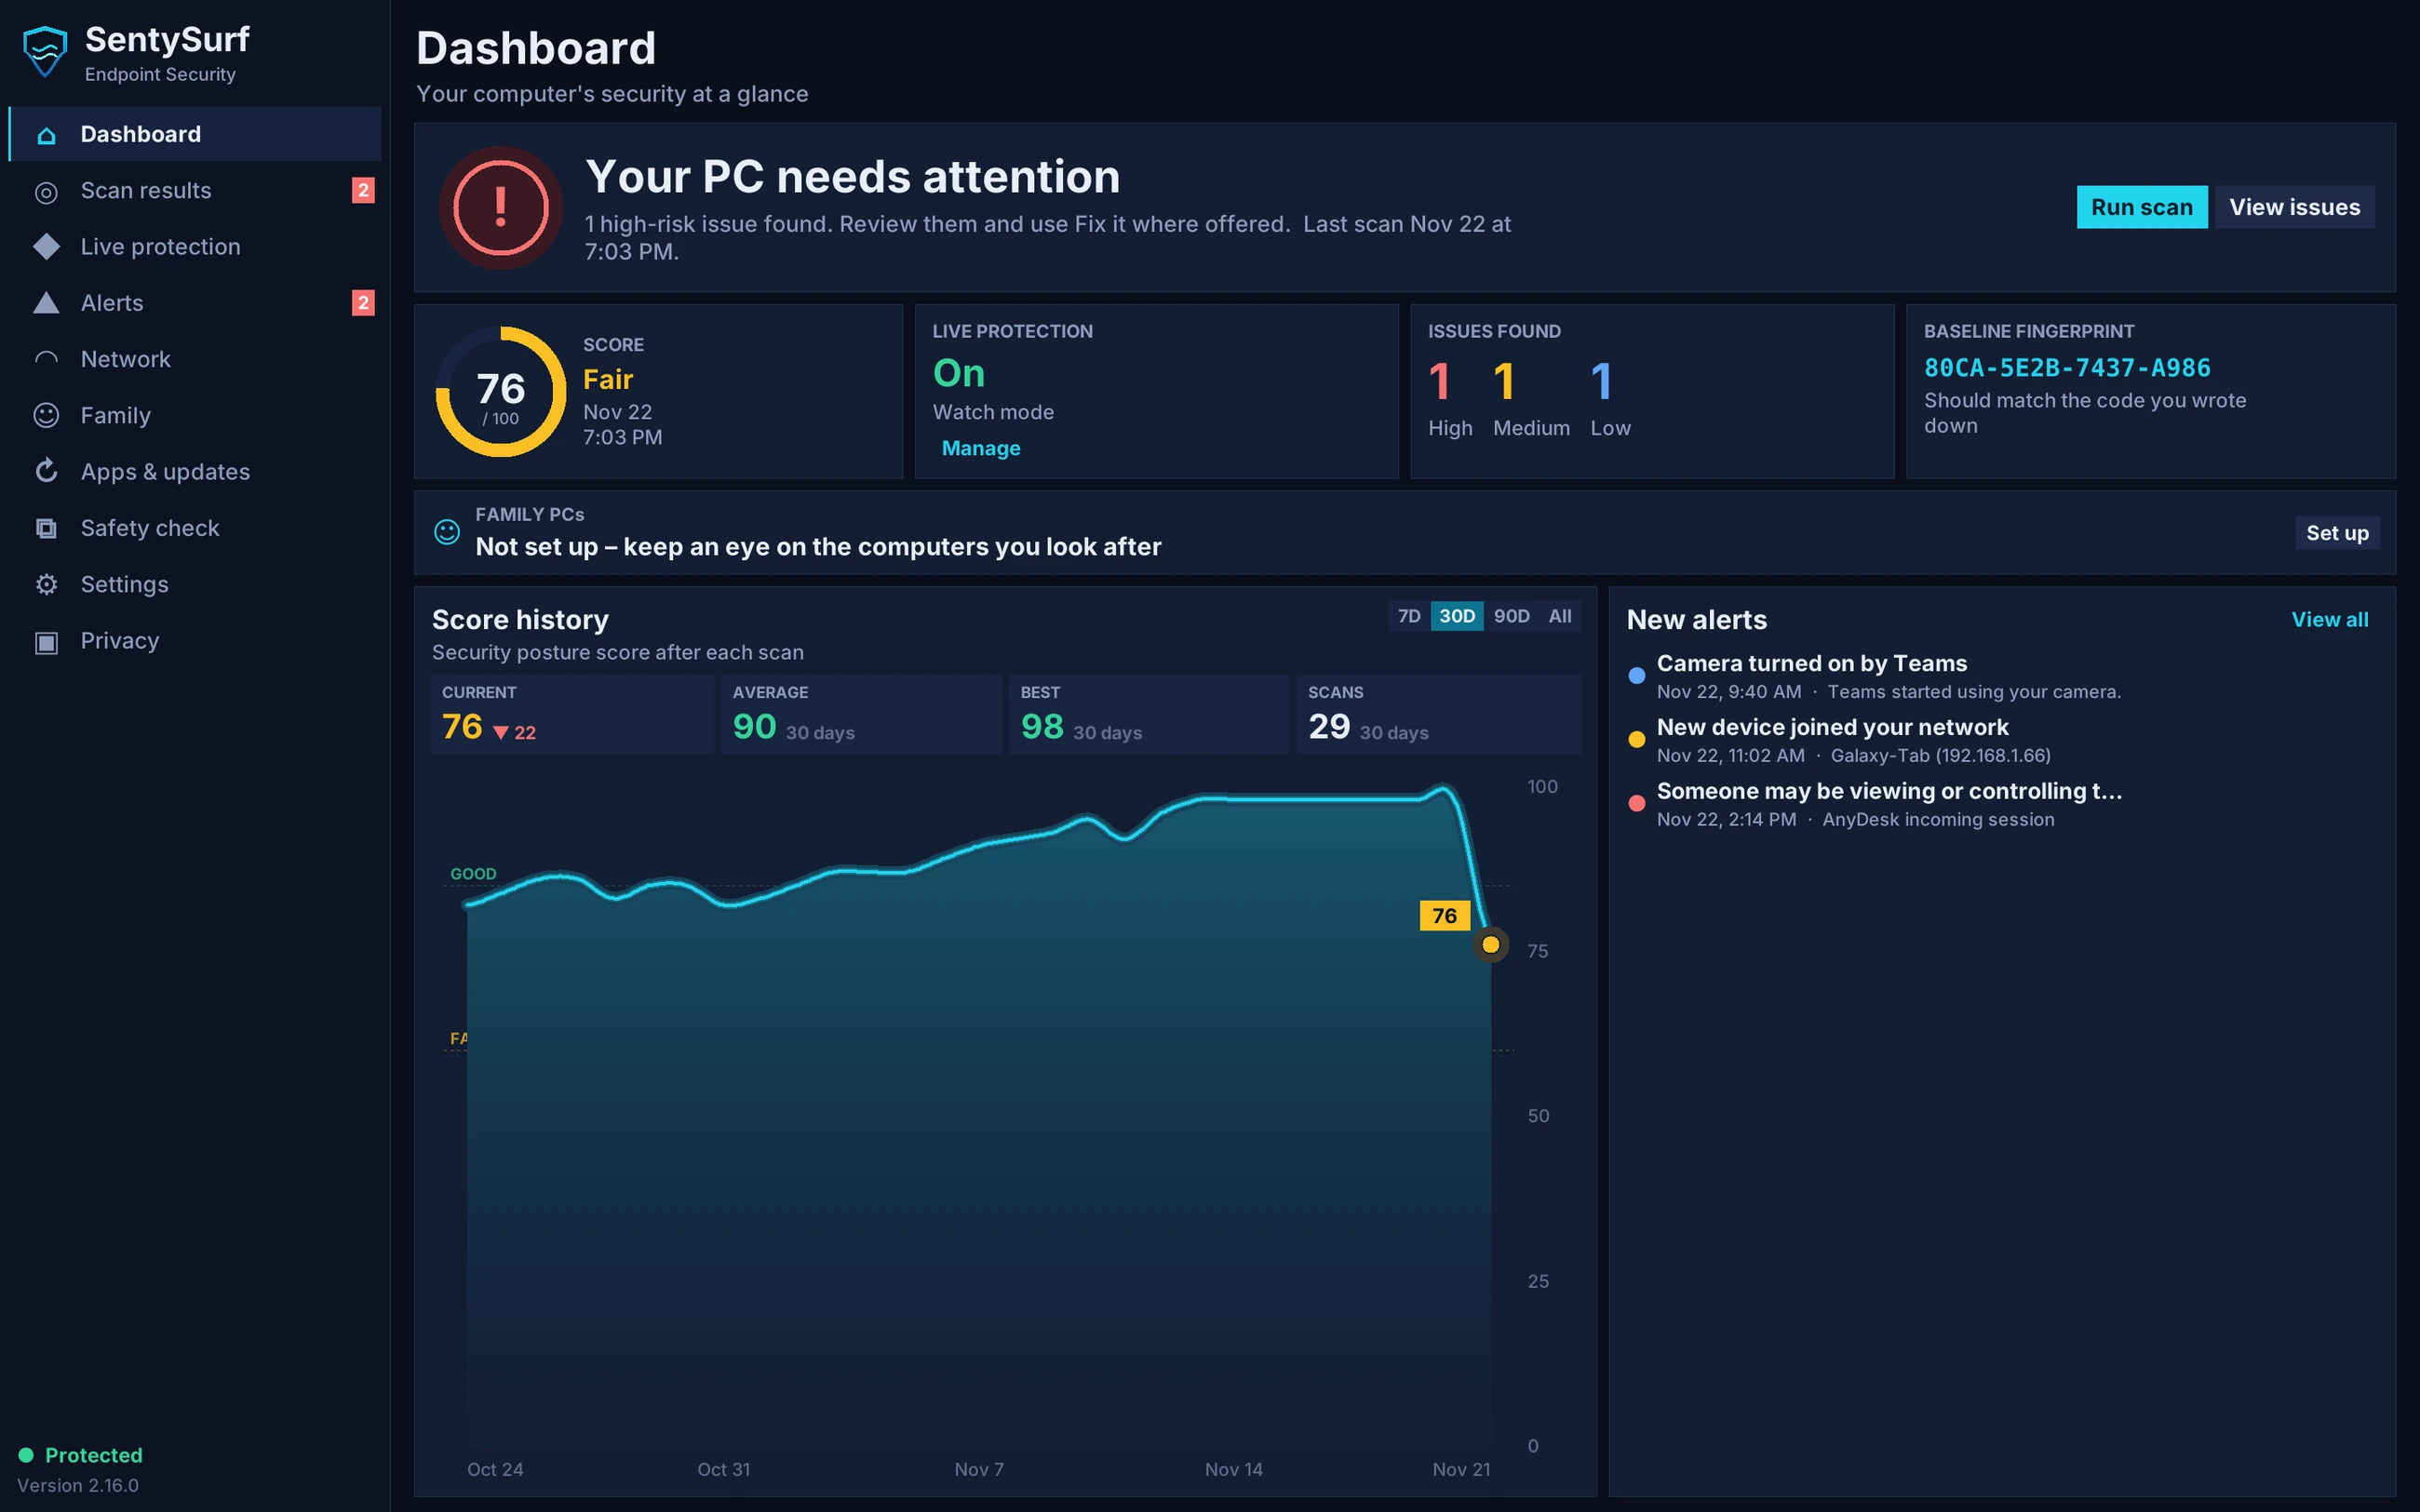 SentySurf
Endpoint Security
Dashboard
Scan results 2
Live protection
Alerts 2
Network
Family
Apps & updates
Safety check
Settings
Privacy
Protected
Version 2.16.0
Dashboard
Your computer's security at a glance
!
Your PC needs attention
1 high-risk issue found. Review them and use Fix it where offered. Last scan Nov 22 at
7:03 PM.
Run scan View issues
76
/ 100
SCORE
Fair
Nov 22
7:03 PM
LIVE PROTECTION
On
Watch mode
Manage
ISSUES FOUND
1 1 1
High Medium Low
BASELINE FINGERPRINT
80CA-5E2B-7437-A986
Should match the code you wrote
down
FAMILY PCs
Not set up – keep an eye on the computers you look after
Set up
Score history
7D 30D 90D All
Security posture score after each scan
CURRENT
76 ▼ 22
AVERAGE
90 30 days
BEST
98 30 days
SCANS
29 30 days
100
GOOD
76
75
FA
50
25
0
Oct 24 Oct 31 Nov 7 Nov 14 Nov 21
New alerts
View all
Camera turned on by Teams
Nov 22, 9:40 AM · Teams started using your camera.
New device joined your network
Nov 22, 11:02 AM · Galaxy-Tab (192.168.1.66)
Someone may be viewing or controlling t...
Nov 22, 2:14 PM · AnyDesk incoming session